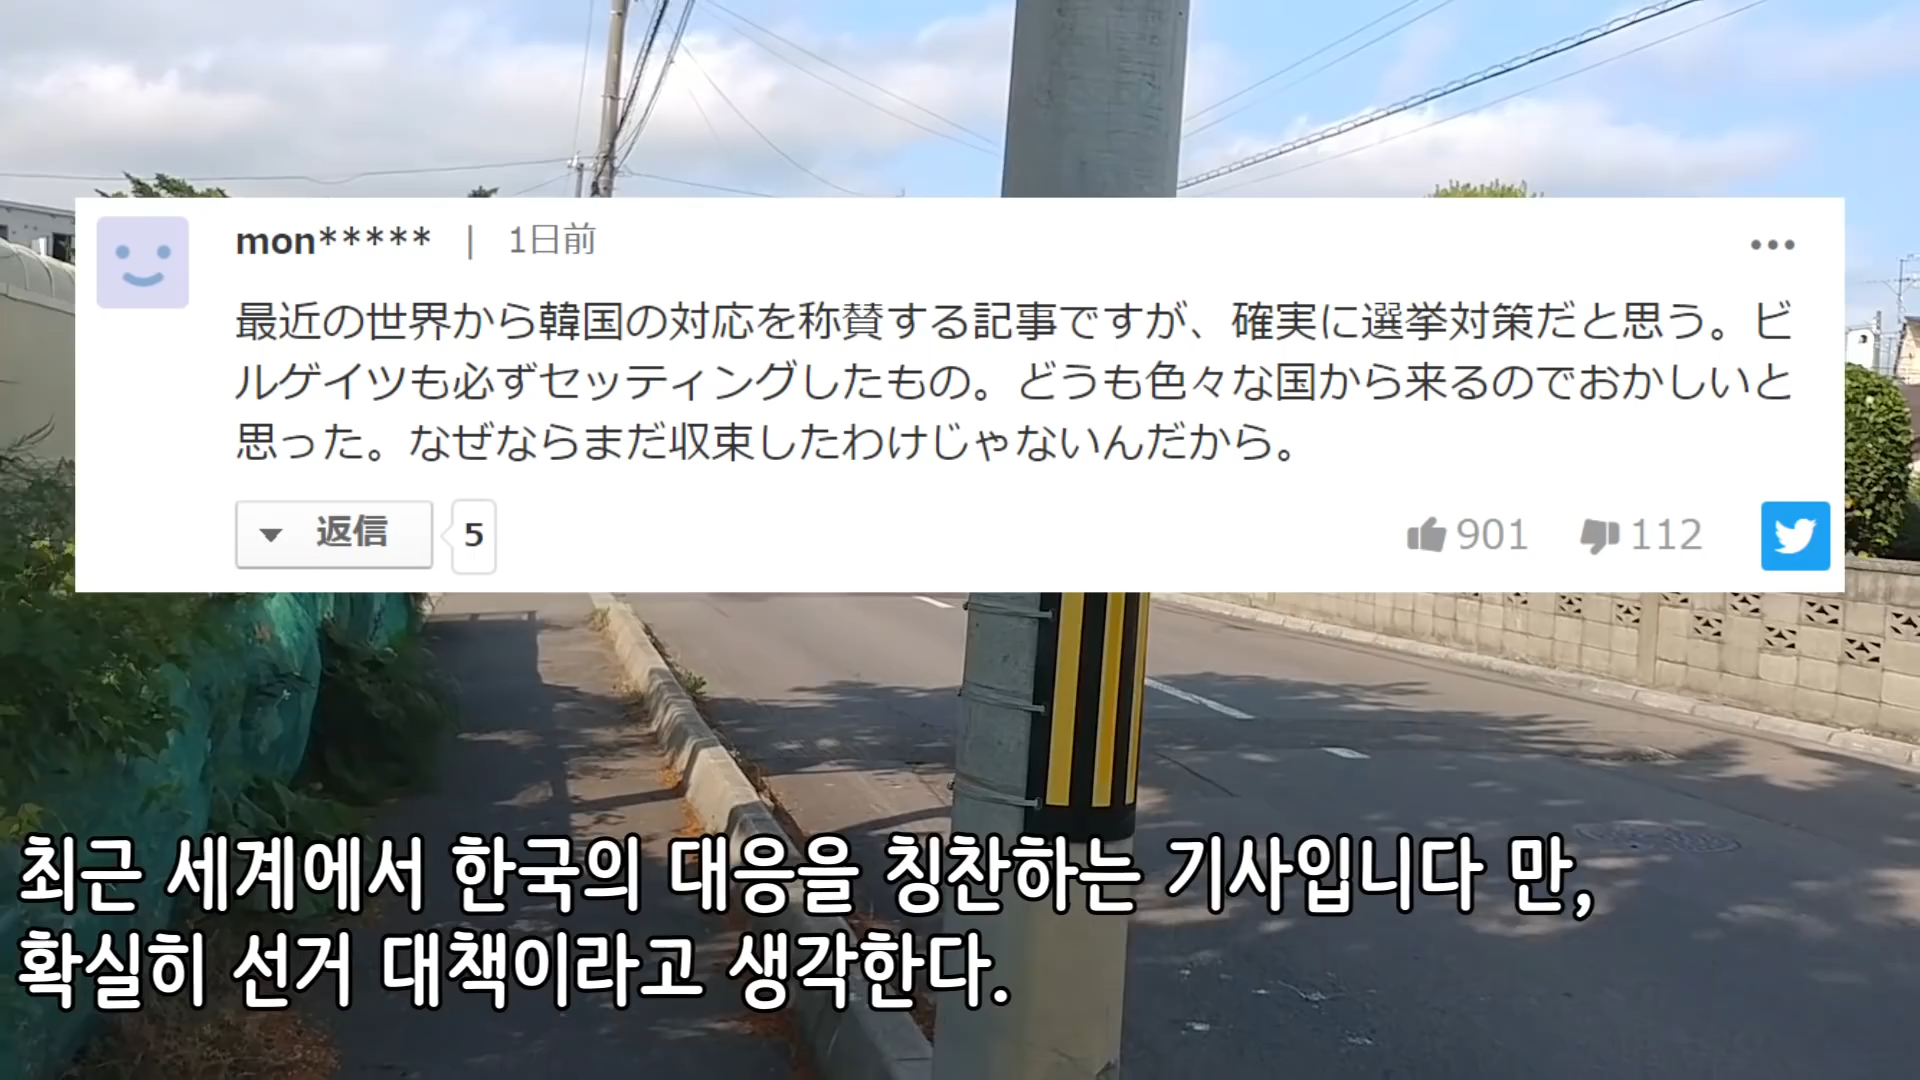 mon***** | 1日前
最近の世界から韓国の対応を称賛する記事ですが、確実に選挙対策だと思う。ビ
ルゲイツも必ずセッティングしたもの。どうも色々な国から来るのでおかしいと
思った。なぜならまだ収束したわけじゃないんだから。
返信 5
901 112
최근 세계에서 한국의 대응을 칭찬하는 기사입니다 만,
확실히 선거 대책이라고 생각한다.